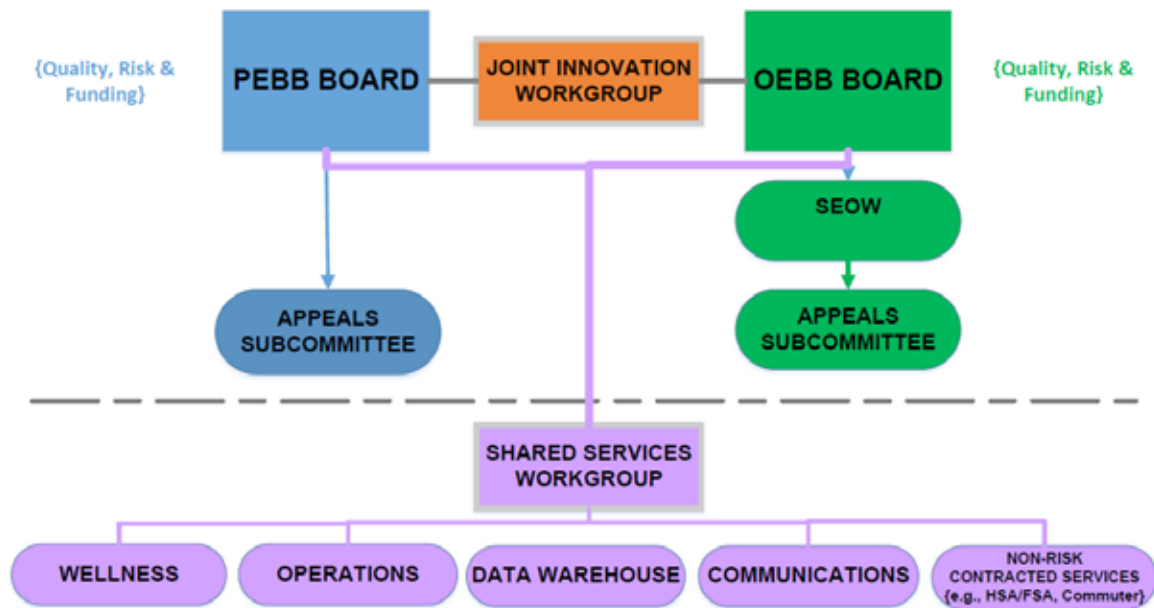 {Quality, Risk &
Funding}
PEBB BOARD
JOINT INNOVATION
WORKGROUP
OEBB BOARD
{Quality, Risk &
Funding}
SEOW
APPEALS
SUBCOMMITTEE
APPEALS
SUBCOMMITTEE
SHARED SERVICES
WORKGROUP
WELLNESS
OPERATIONS
DATA WAREHOUSE
COMMUNICATIONS
NON-RISK
CONTRACTED SERVICES
{e.g., HSA/FSA, Commuter}